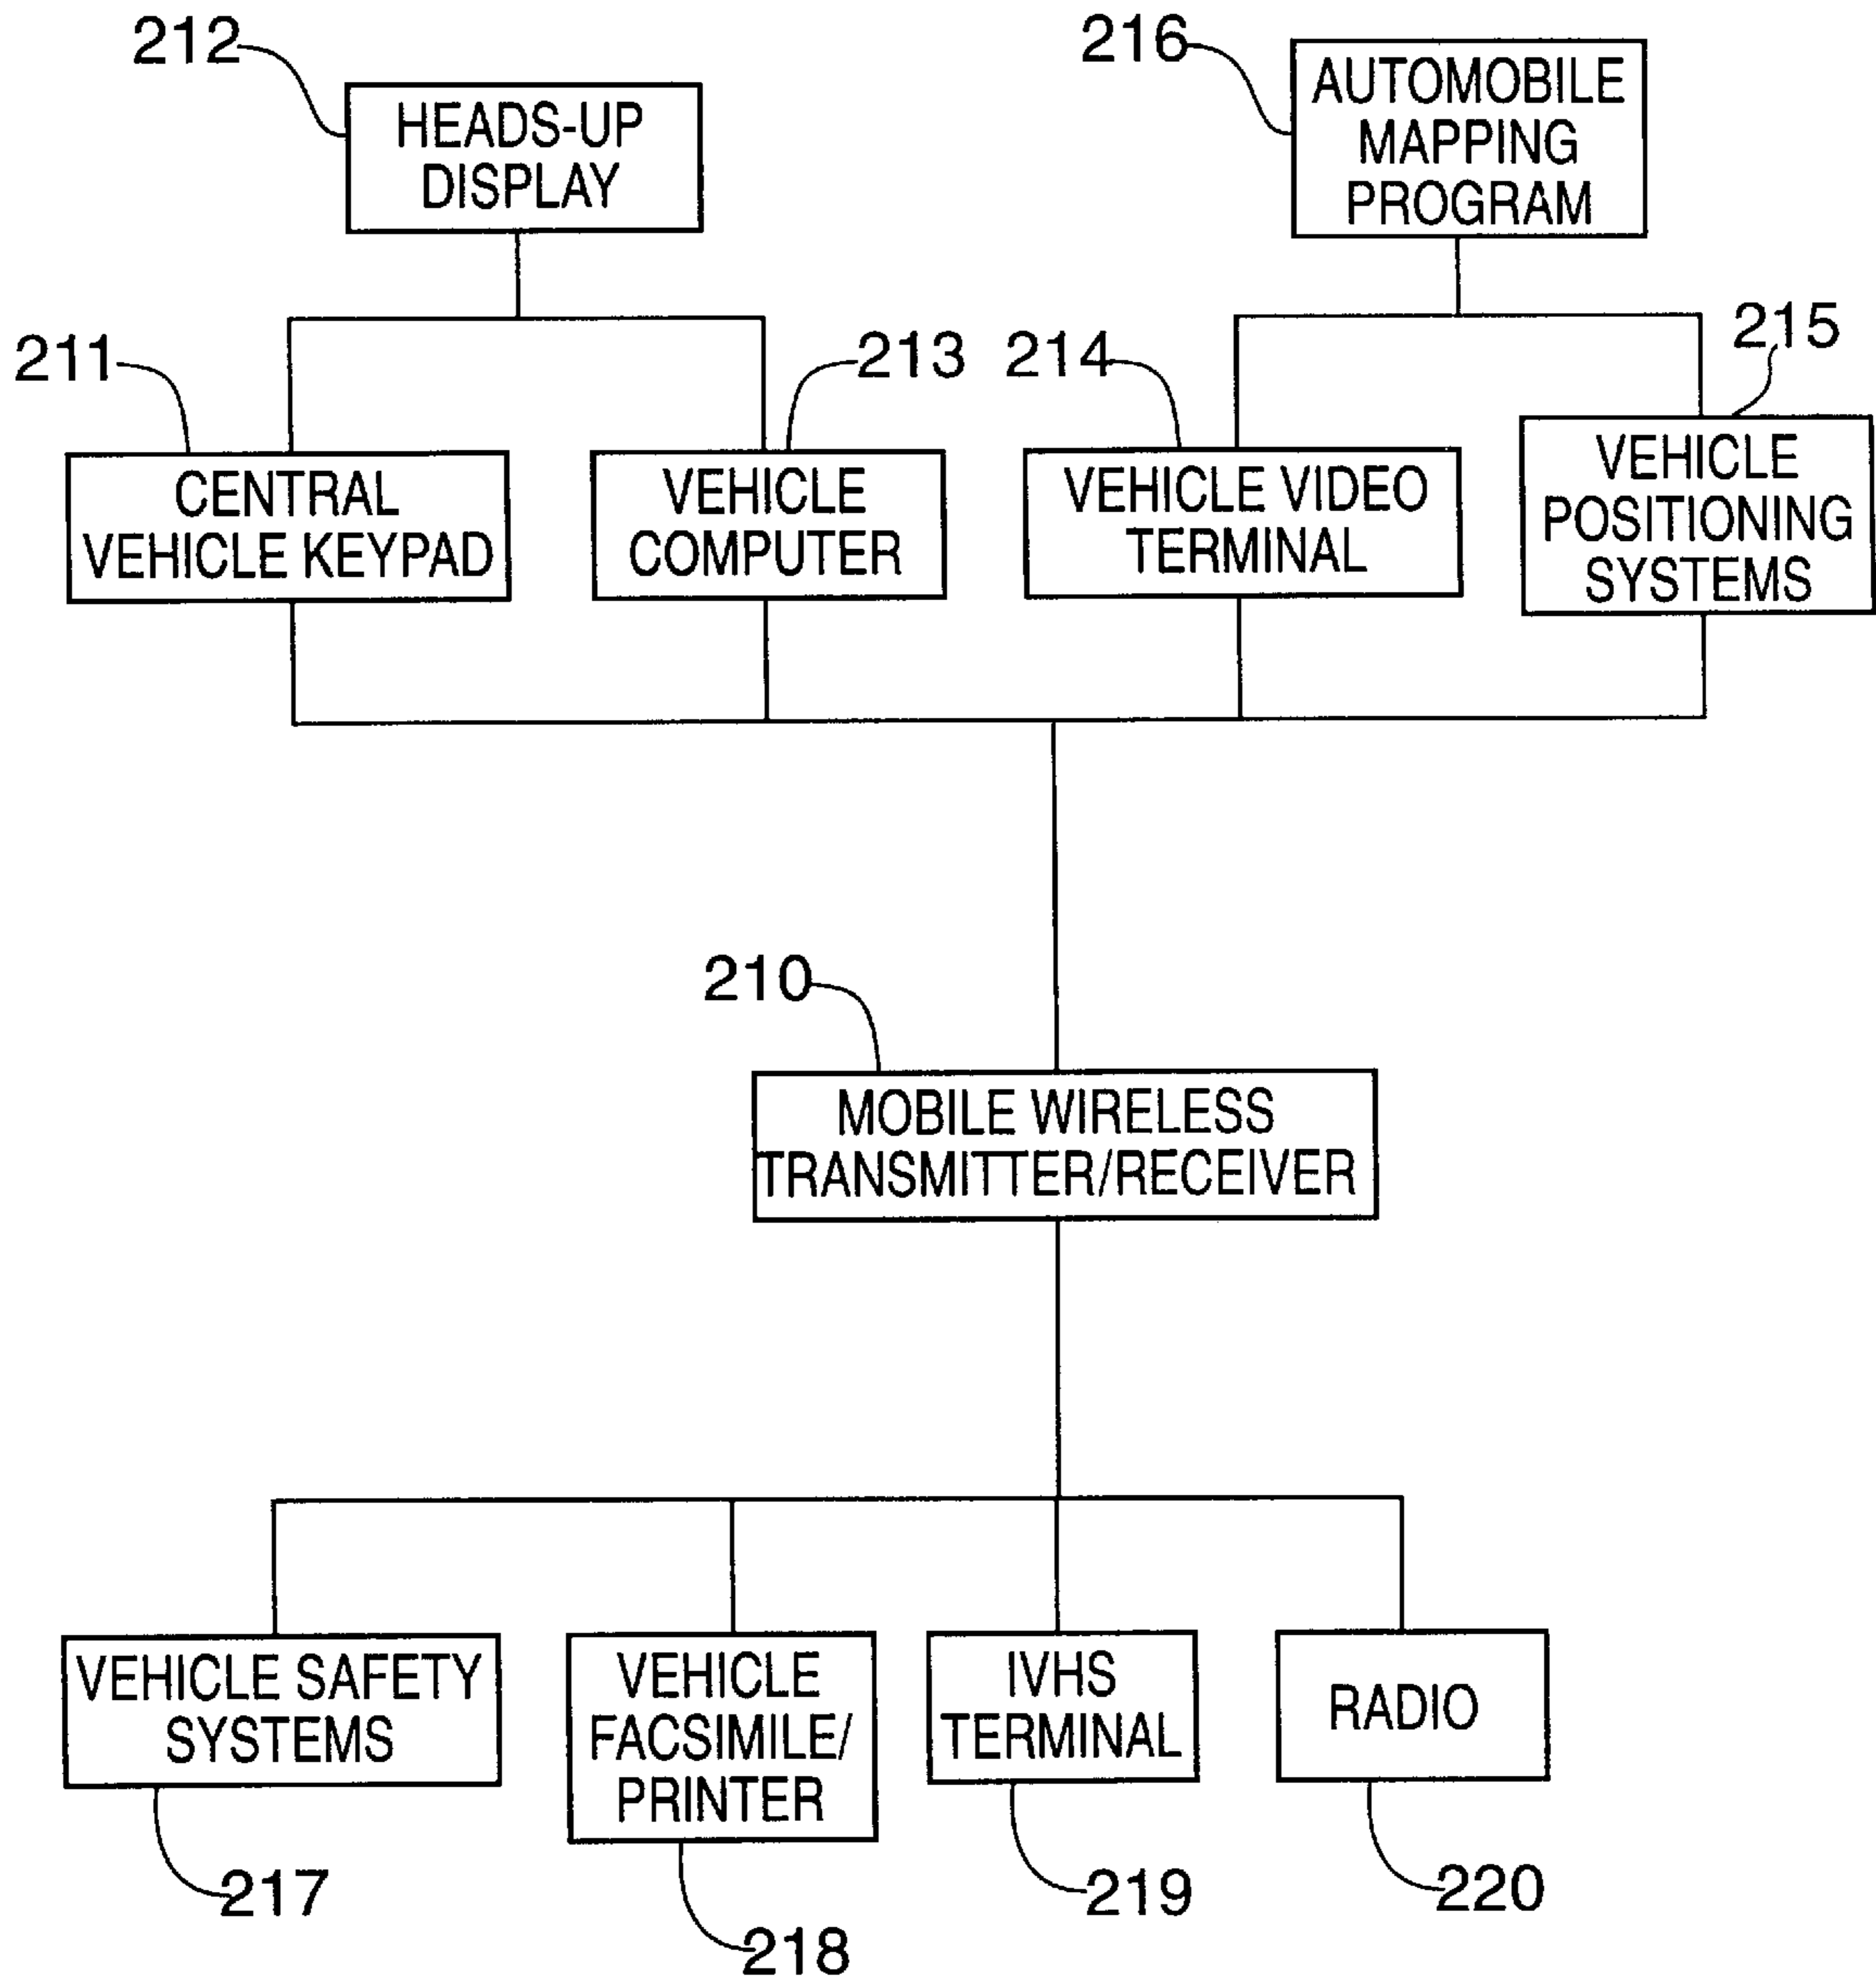 212
HEADS-UP
DISPLAY
216
AUTOMOBILE
MAPPING
PROGRAM
211
CENTRAL
VEHICLE KEYPAD
213
VEHICLE
COMPUTER
214
VEHICLE VIDEO
TERMINAL
215
VEHICLE
POSITIONING
SYSTEMS
210
MOBILE WIRELESS
TRANSMITTER/RECEIVER
VEHICLE SAFETY
SYSTEMS
217
VEHICLE
FACSIMILE/
PRINTER
218
IVHS
TERMINAL
219
RADIO
220